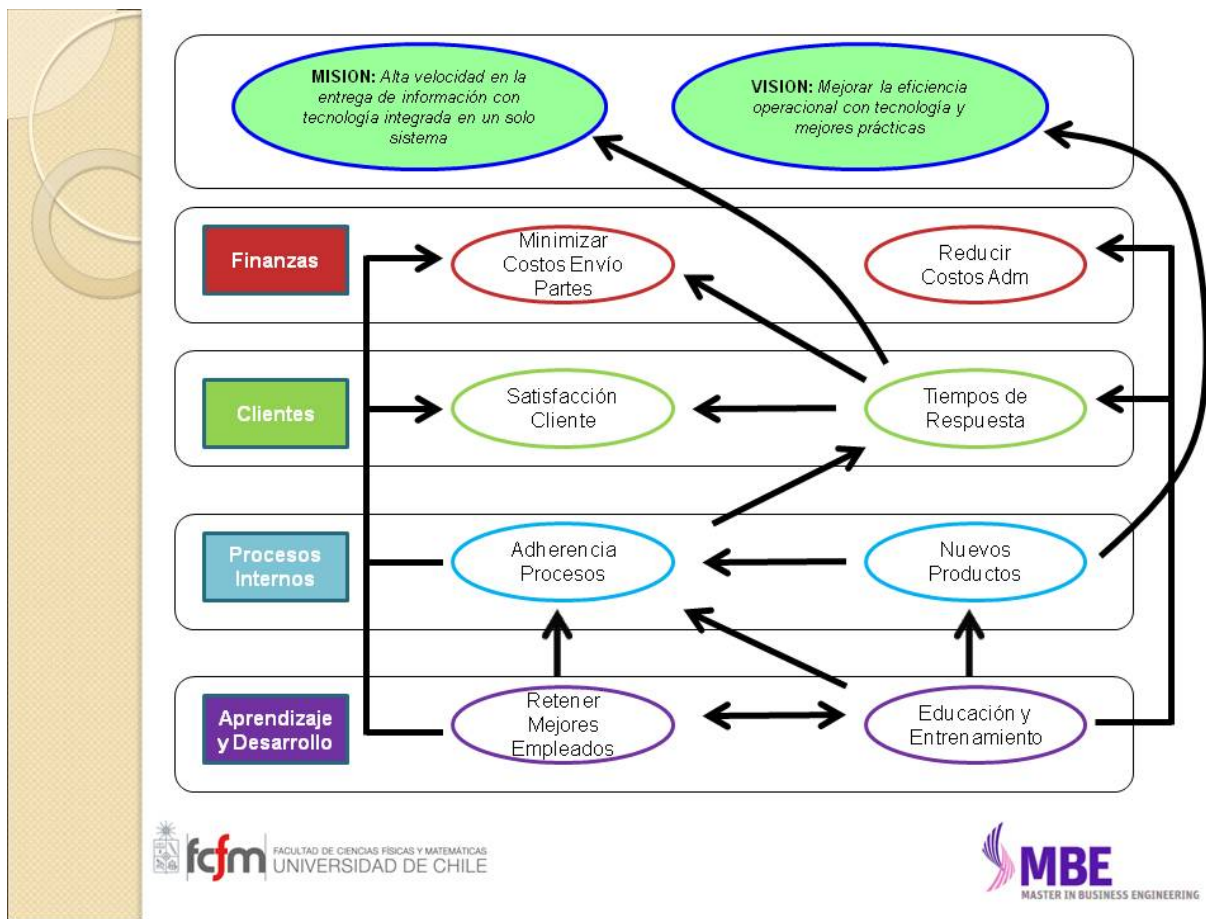 MISION: Alta velocidad en la
entrega de información con
tecnología integrada en un solo
sistema
VISION: Mejorar la eficiencia
operacional con tecnología y
mejores prácticas
Finanzas
Minimizar
Costos Envío
Partes
Reducir
Costos Adm
Clientes
Satisfacción
Cliente
Tiempos de
Respuesta
Procesos
Internos
Adherencia
Procesos
Nuevos
Productos
Aprendizaje
y Desarrollo
Retener
Mejores
Empleados
Educación y
Entrenamiento
fcfm
FACULTAD DE CIENCIAS FÍSICAS Y MATEMÁTICAS
UNIVERSIDAD DE CHILE
MBE
MASTER IN BUSINESS ENGINEERING